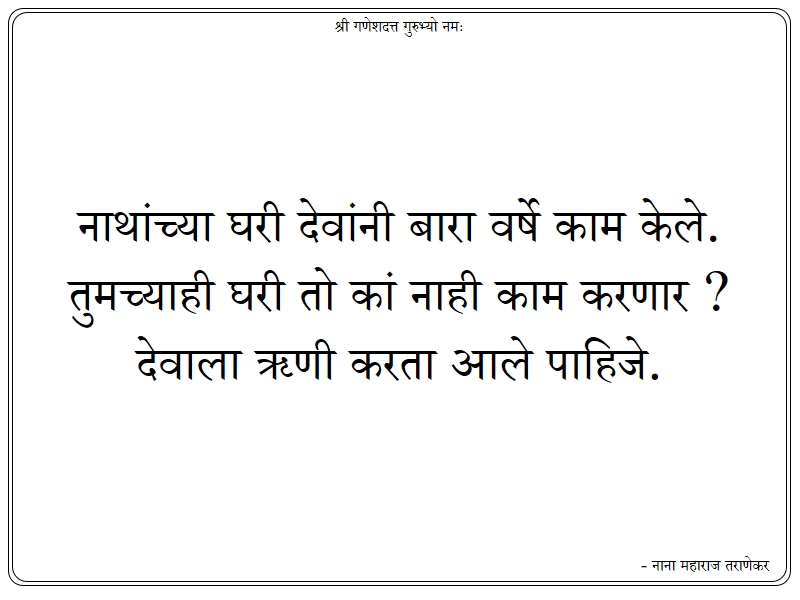 श्री गणेशदत्त गुरुभ्यो नमः
नाथांच्या घरी देवांनी बारा वर्षे काम केले.
तुमच्याही घरी तो कां नाही काम करणार ?
देवाला ऋणी करता आले पाहिजे.
- नाना महाराज तराणेकर